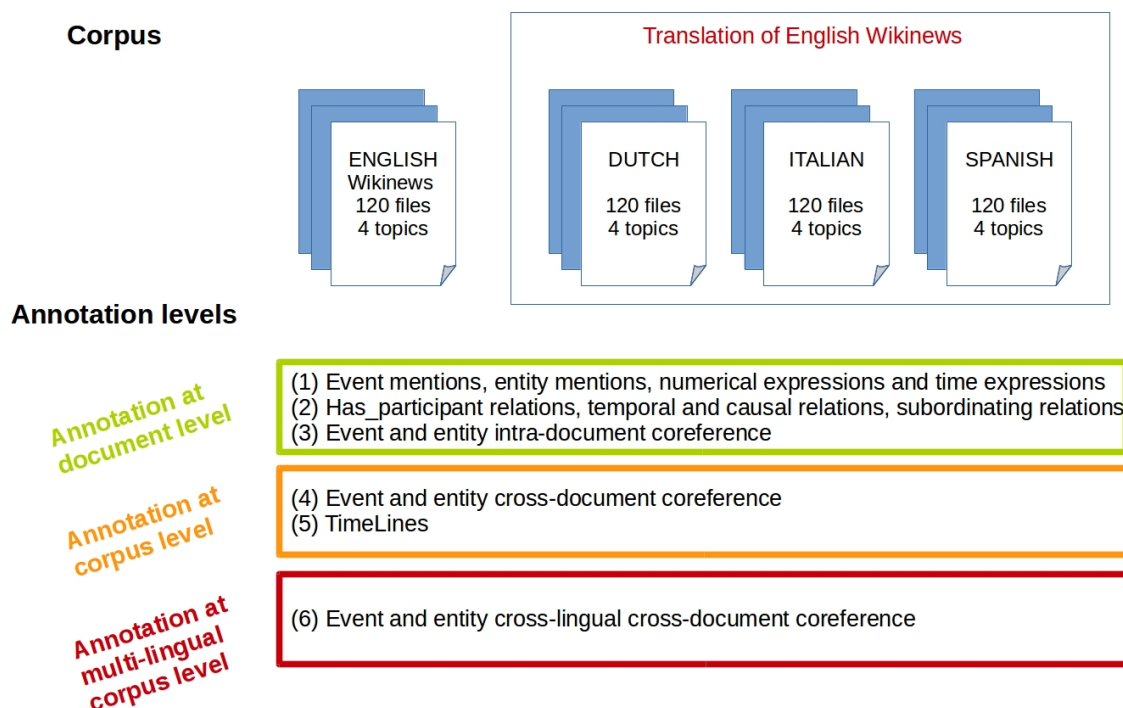 Corpus
Translation of English Wikinews
ENGLISH
Wikinews
120 files
4 topics
DUTCH
120 files
4 topics
ITALIAN
120 files
4 topics
SPANISH
120 files
4 topics
Annotation levels
Annotation at
document level
(1) Event mentions, entity mentions, numerical expressions and time expressions
(2) Has_participant relations, temporal and causal relations, subordinating relations
(3) Event and entity intra-document coreference
Annotation at
corpus level
(4) Event and entity cross-document coreference
(5) TimeLines
Annotation at
multi-lingual
corpus level
(6) Event and entity cross-lingual cross-document coreference